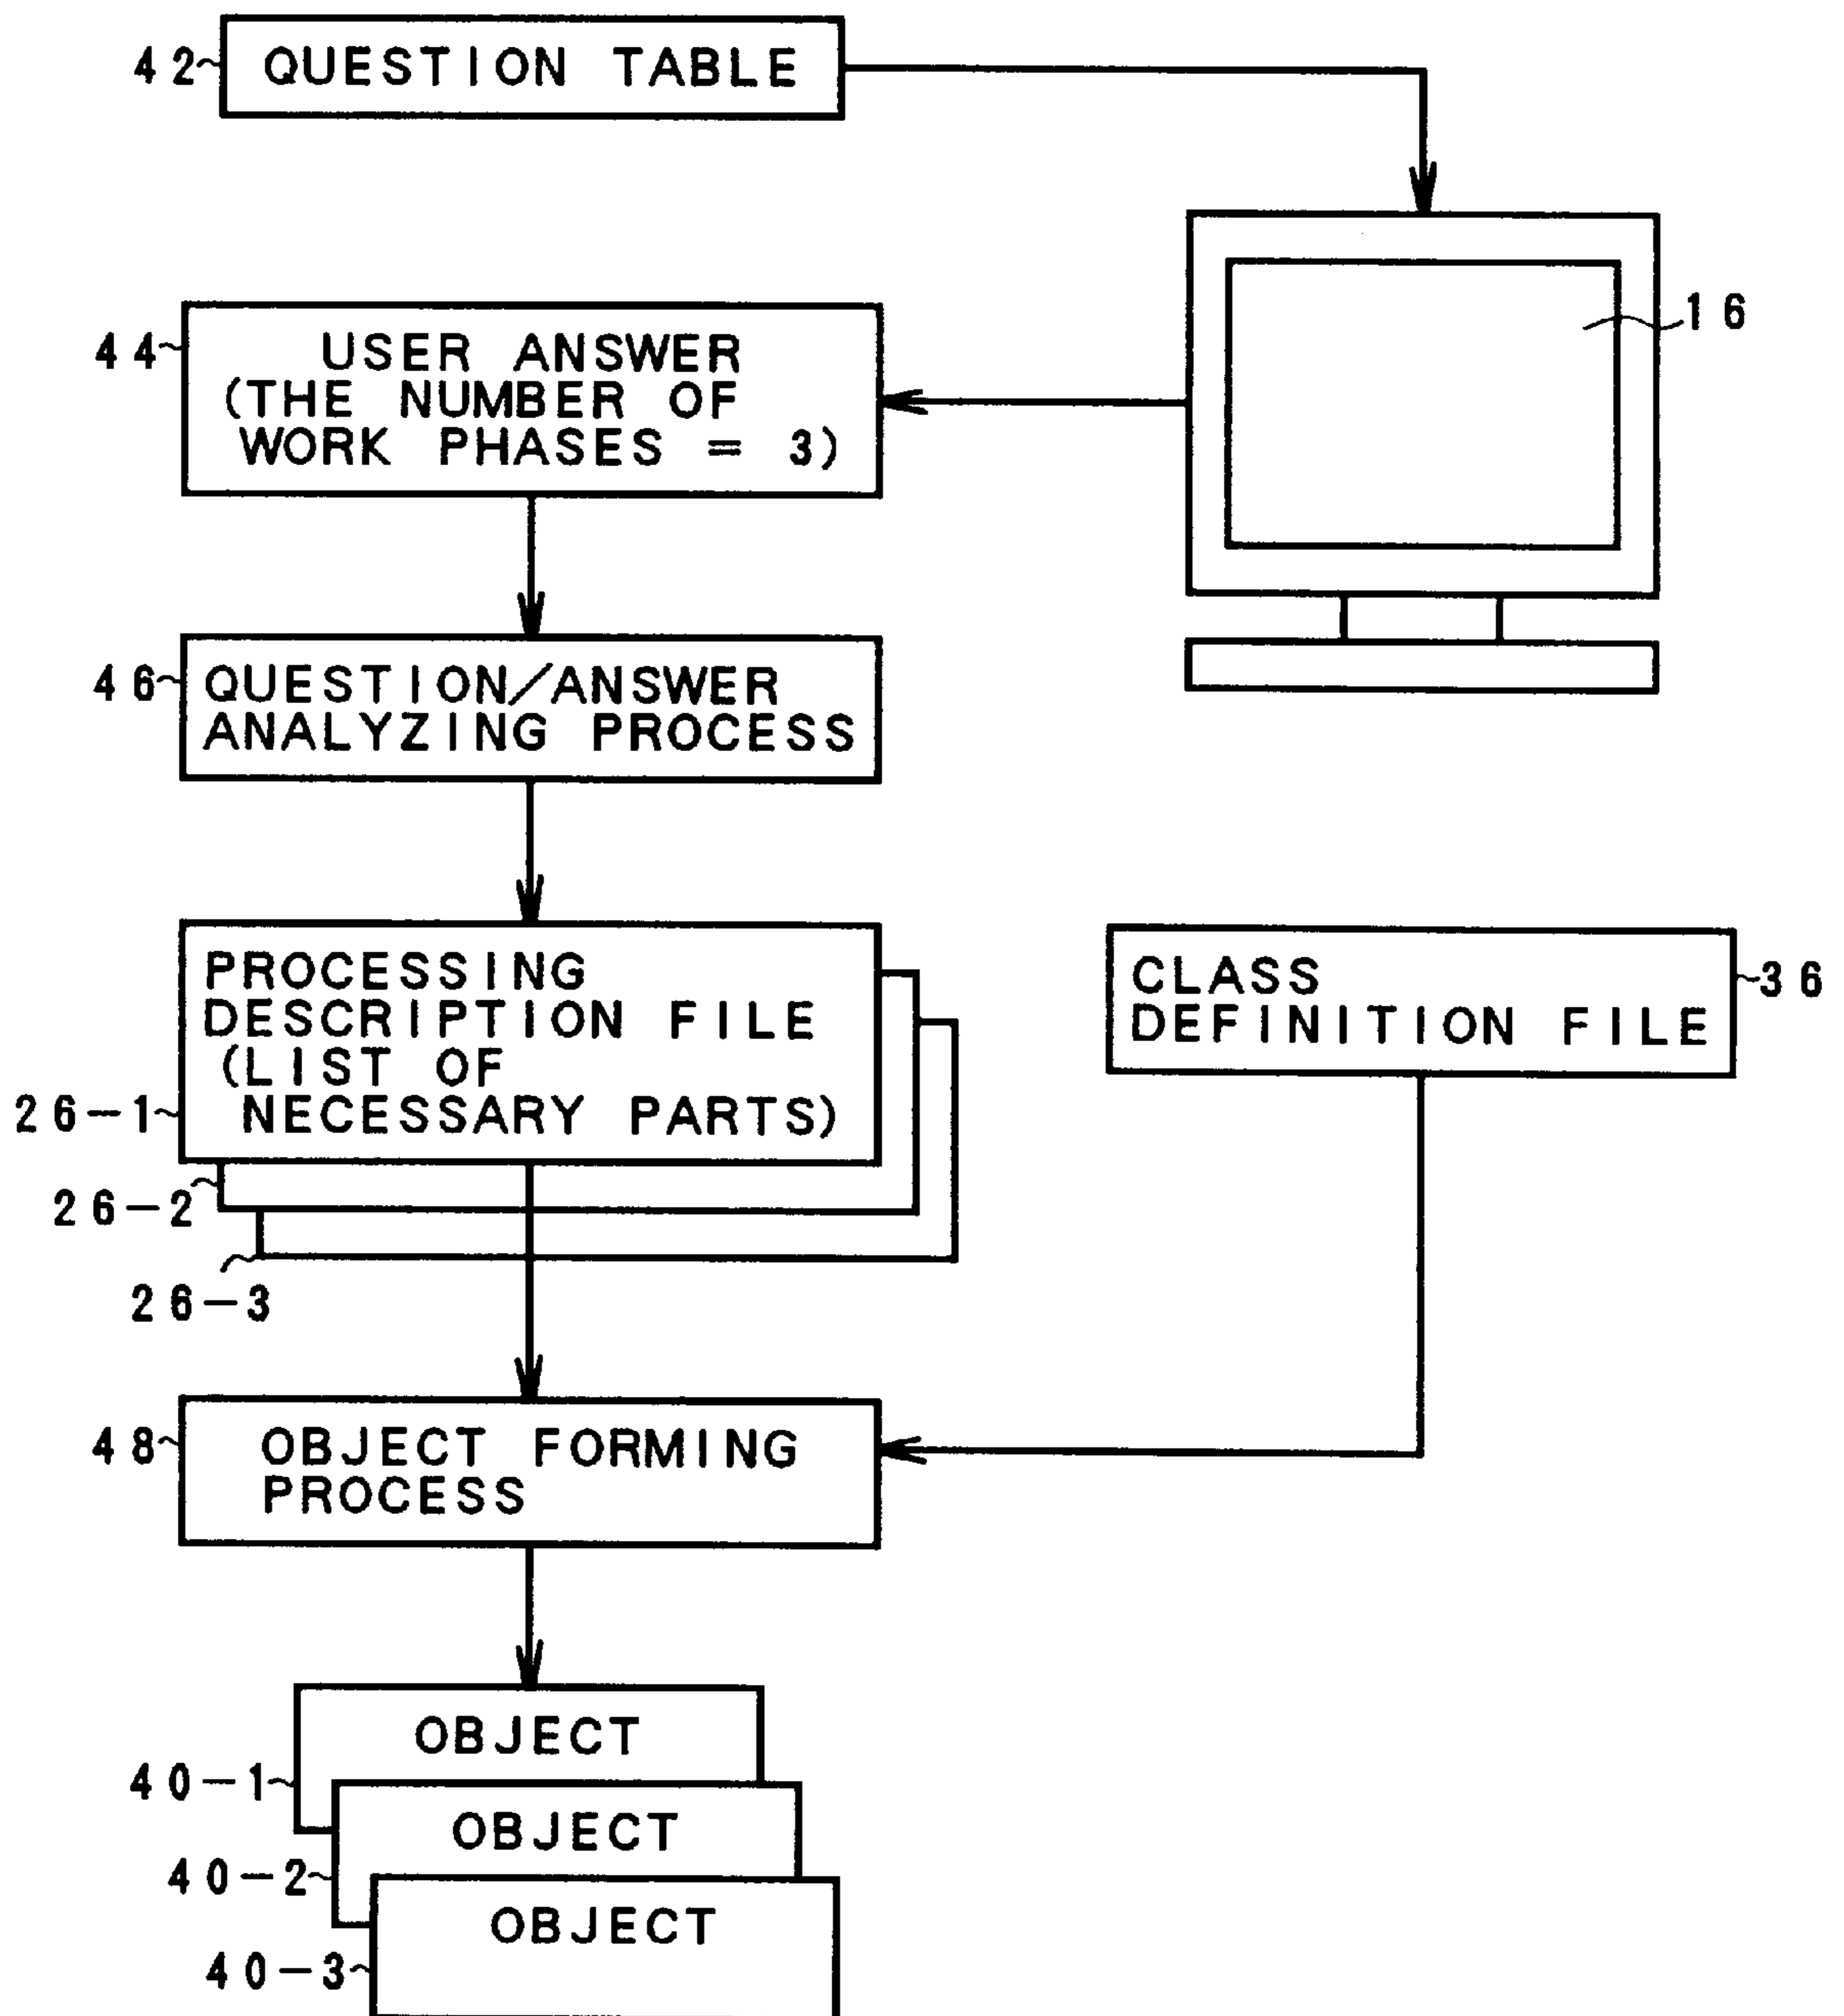 42 QUESTION TABLE
16
44 USER ANSWER
(THE NUMBER OF
WORK PHASES = 3)
46 QUESTION/ANSWER
ANALYZING PROCESS
PROCESSING
DESCRIPTION FILE
(LIST OF
NECESSARY PARTS)
26-1
26-2
26-3
CLASS
DEFINITION FILE
36
48 OBJECT FORMING
PROCESS
OBJECT
40-1
OBJECT
40-2
OBJECT
40-3